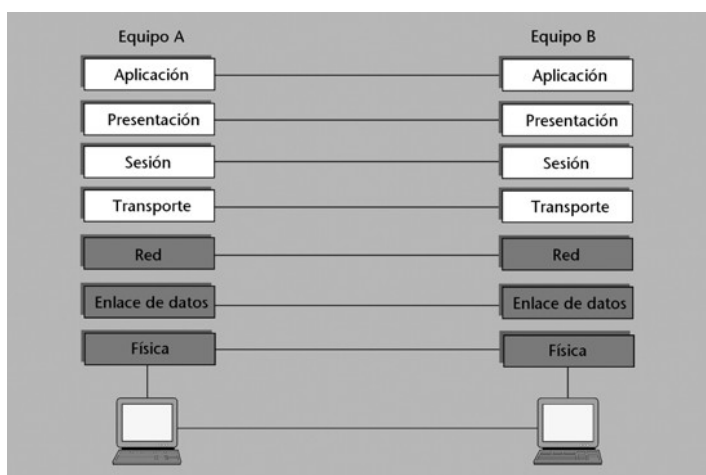 Equipo A
Equipo B
Aplicación
Aplicación
Presentación
Presentación
Sesión
Sesión
Transporte
Transporte
Red
Red
Enlace de datos
Enlace de datos
Física
Física